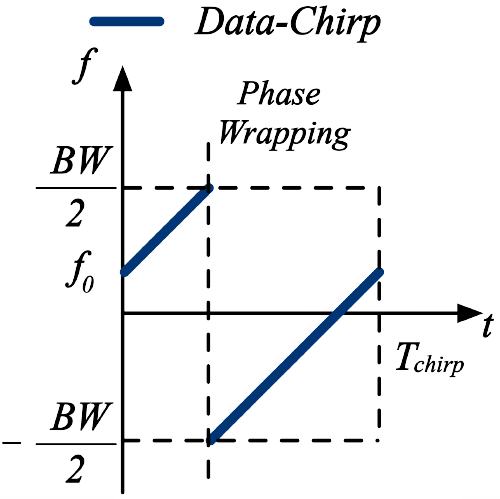 Data-Chirp
f
Phase
Wrapping
BW
2
f0
t
Tchirp
- BW
2